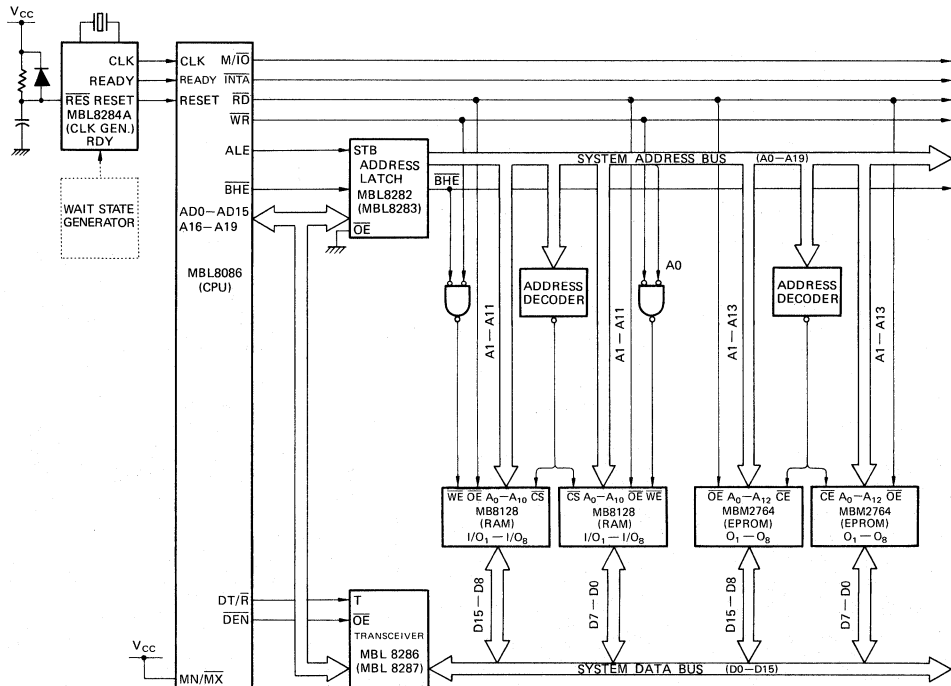 VCC
CLK
READY
RES RESET
MBL8284A
(CLK GEN.)
RDY
WAIT STATE
GENERATOR
CLK M/IO
READY INTA
RESET RD
WR
ALE
BHE
AD0–AD15
A16–A19
MBL8086
(CPU)
DT/R
DEN
VCC
MN/MX
STB
ADDRESS
LATCH
MBL8282
(MBL8283)
OE
BHE
SYSTEM ADDRESS BUS (A0–A19)
A0
ADDRESS
DECODER
ADDRESS
DECODER
A1–A11
A1–A11
A1–A13
A1–A13
WE OE A0–A10 CS
MB8128
(RAM)
I/O1 – I/O8
CS A0–A10 OE WE
MB8128
(RAM)
I/O1 – I/O8
OE A0–A12 CE
MBM2764
(EPROM)
O1 – O8
CE A0–A12 OE
MBM2764
(EPROM)
O1 – O8
D15–D8
D7–D0
D15–D8
D7–D0
T
OE
TRANSCEIVER
MBL 8286
(MBL 8287)
SYSTEM DATA BUS (D0–D15)